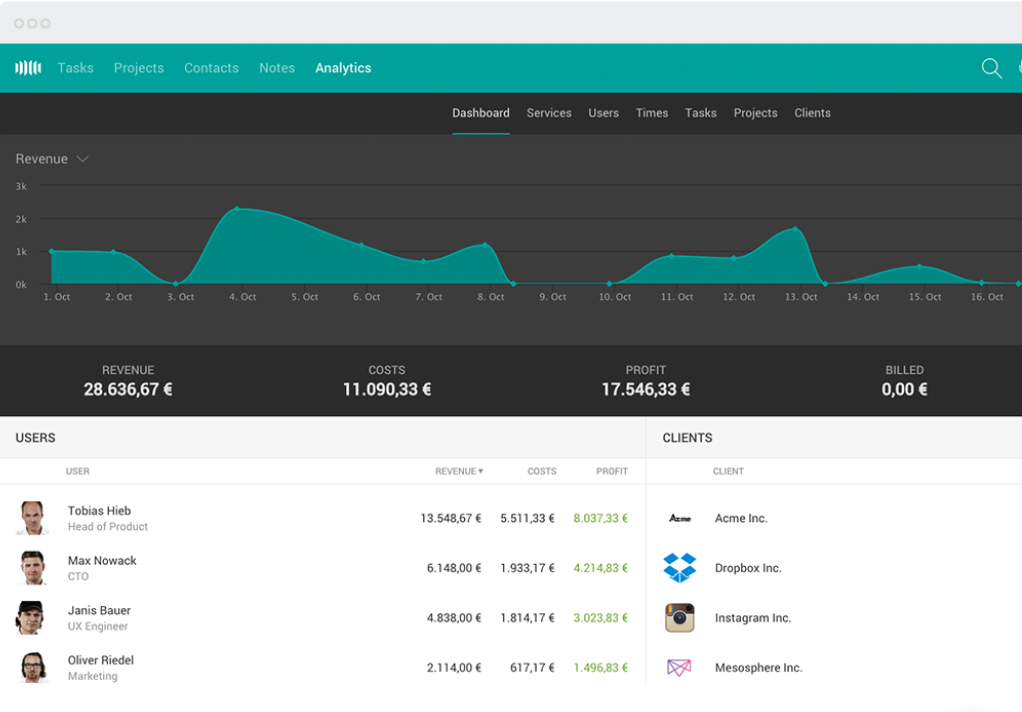 Tasks Projects Contacts Notes Analytics
Dashboard Services Users Times Tasks Projects Clients
Revenue
3k
2k
1k
0k
1. Oct 2. Oct 3. Oct 4. Oct 5. Oct 6. Oct 7. Oct 8. Oct 9. Oct 10. Oct 11. Oct 12. Oct 13. Oct 14. Oct 15. Oct 16. Oct
REVENUE COSTS PROFIT BILLED
28.636,67 € 11.090,33 € 17.546,33 € 0,00 €
USERS CLIENTS
USER REVENUE▼ COSTS PROFIT CLIENT
Tobias Hieb
Head of Product
13.548,67 € 5.511,33 € 8.037,33 €
Acme Acme Inc.
Max Nowack
CTO
6.148,00 € 1.933,17 € 4.214,83 €
Dropbox Inc.
Janis Bauer
UX Engineer
4.838,00 € 1.814,17 € 3.023,83 €
Instagram Inc.
Oliver Riedel
Marketing
2.114,00 € 617,17 € 1.496,83 €
Mesosphere Inc.